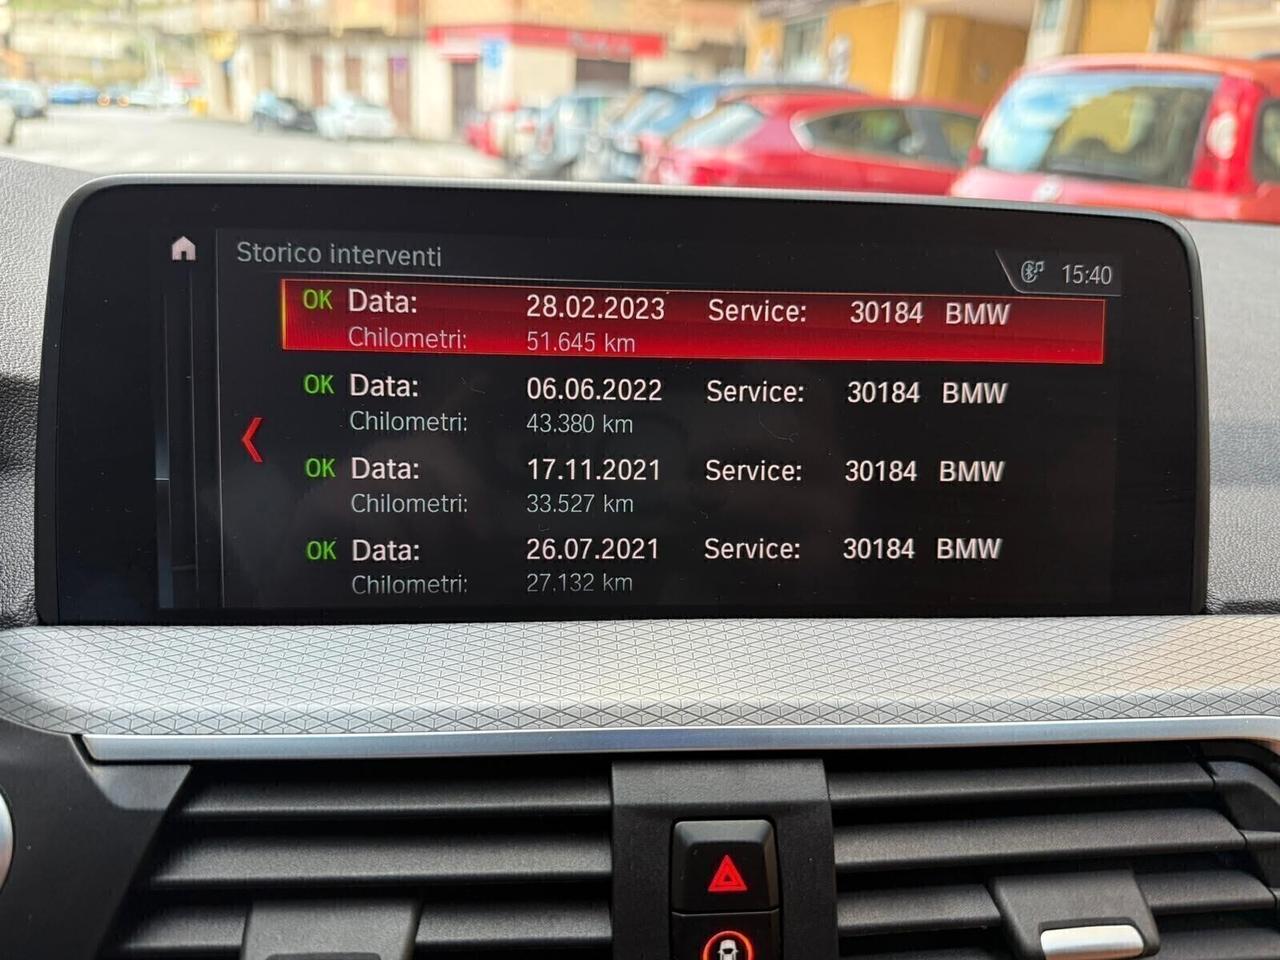 Storico interventi
15:40
OK Data: 28.02.2023 Service: 30184 BMW
Chilometri: 51.645 km
OK Data: 06.06.2022 Service: 30184 BMW
Chilometri: 43.380 km
OK Data: 17.11.2021 Service: 30184 BMW
Chilometri: 33.527 km
OK Data: 26.07.2021 Service: 30184 BMW
Chilometri: 27.132 km